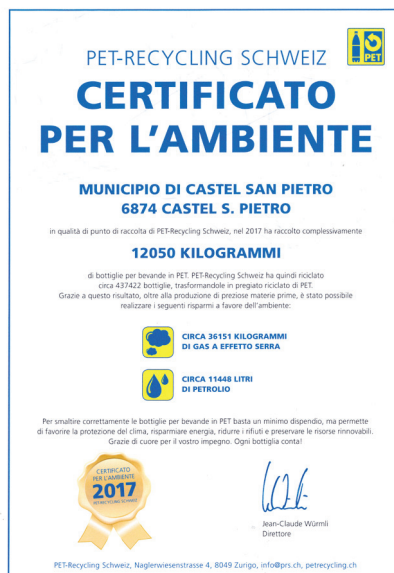 PET-RECYCLING SCHWEIZ
PET
CERTIFICATO
PER L'AMBIENTE
MUNICIPIO DI CASTEL SAN PIETRO
6874 CASTEL S. PIETRO
in qualità di punto di raccolta di PET-Recycling Schweiz, nel 2017 ha raccolto complessivamente
12050 KILOGRAMMI
di bottiglie per bevande in PET. PET-Recycling Schweiz ha quindi riciclato
circa 437422 bottiglie, trasformandole in pregiato riciclato di PET.
Grazie a questo risultato, oltre alla produzione di preziose materie prime, è stato possibile
realizzare i seguenti risparmi a favore dell'ambiente:
CIRCA 36151 KILOGRAMMI
DI GAS A EFFETTO SERRA
CIRCA 11448 LITRI
DI PETROLIO
Per smaltire correttamente le bottiglie per bevande in PET basta un minimo dispendio, ma permette
di favorire la protezione del clima, risparmiare energia, ridurre i rifiuti e preservare le risorse rinnovabili.
Grazie di cuore per il vostro impegno. Ogni bottiglia conta!
CERTIFICATO
PER L'AMBIENTE
2017
PET-RECYCLING SCHWEIZ
Jean-Claude Würmli
Direttore
PET-Recycling Schweiz, Naglerwiesenstrasse 4, 8049 Zurigo, info@prs.ch, petrecycling.ch